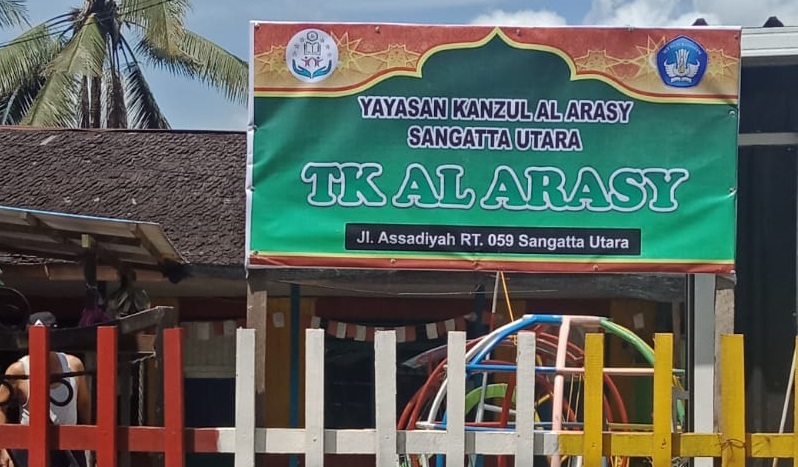 YAYASAN KANZUL AL ARASY
SANGATTA UTARA
TK AL ARASY
Jl. Assadiyah RT. 059 Sangatta Utara